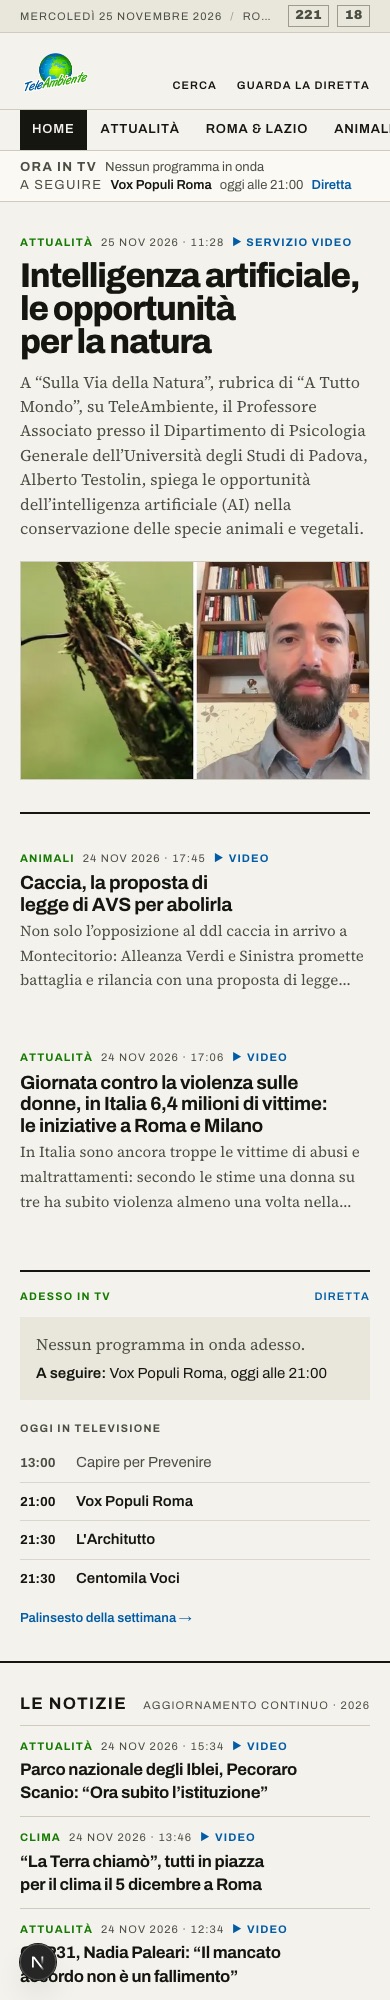 MERCOLEDÌ 25 NOVEMBRE 2026 / RO... 221 18
TeleAmbiente
CERCA GUARDA LA DIRETTA
HOME ATTUALITÀ ROMA & LAZIO ANIMALI
ORA IN TV Nessun programma in onda
A SEGUIRE Vox Populi Roma oggi alle 21:00 Diretta
ATTUALITÀ 25 NOV 2026 · 11:28 ▶ SERVIZIO VIDEO
Intelligenza artificiale,
le opportunità
per la natura
A “Sulla Via della Natura”, rubrica di “A Tutto
Mondo”, su TeleAmbiente, il Professore
Associato presso il Dipartimento di Psicologia
Generale dell’Università degli Studi di Padova,
Alberto Testolin, spiega le opportunità
dell’intelligenza artificiale (AI) nella
conservazione delle specie animali e vegetali.
ANIMALI 24 NOV 2026 · 17:45 ▶ VIDEO
Caccia, la proposta di
legge di AVS per abolirla
Non solo l’opposizione al ddl caccia in arrivo a
Montecitorio: Alleanza Verdi e Sinistra promette
battaglia e rilancia con una proposta di legge...
ATTUALITÀ 24 NOV 2026 · 17:06 ▶ VIDEO
Giornata contro la violenza sulle
donne, in Italia 6,4 milioni di vittime:
le iniziative a Roma e Milano
In Italia sono ancora troppe le vittime di abusi e
maltrattamenti: secondo le stime una donna su
tre ha subito violenza almeno una volta nella...
ADESSO IN TV DIRETTA
Nessun programma in onda adesso.
A seguire: Vox Populi Roma, oggi alle 21:00
OGGI IN TELEVISIONE
13:00 Capire per Prevenire
21:00 Vox Populi Roma
21:30 L'Architutto
21:30 Centomila Voci
Palinsesto della settimana →
LE NOTIZIE AGGIORNAMENTO CONTINUO · 2026
ATTUALITÀ 24 NOV 2026 · 15:34 ▶ VIDEO
Parco nazionale degli Iblei, Pecoraro
Scanio: “Ora subito l’istituzione”
CLIMA 24 NOV 2026 · 13:46 ▶ VIDEO
“La Terra chiamò”, tutti in piazza
per il clima il 5 dicembre a Roma
ATTUALITÀ 24 NOV 2026 · 12:34 ▶ VIDEO
31, Nadia Paleari: “Il mancato
accordo non è un fallimento”
N